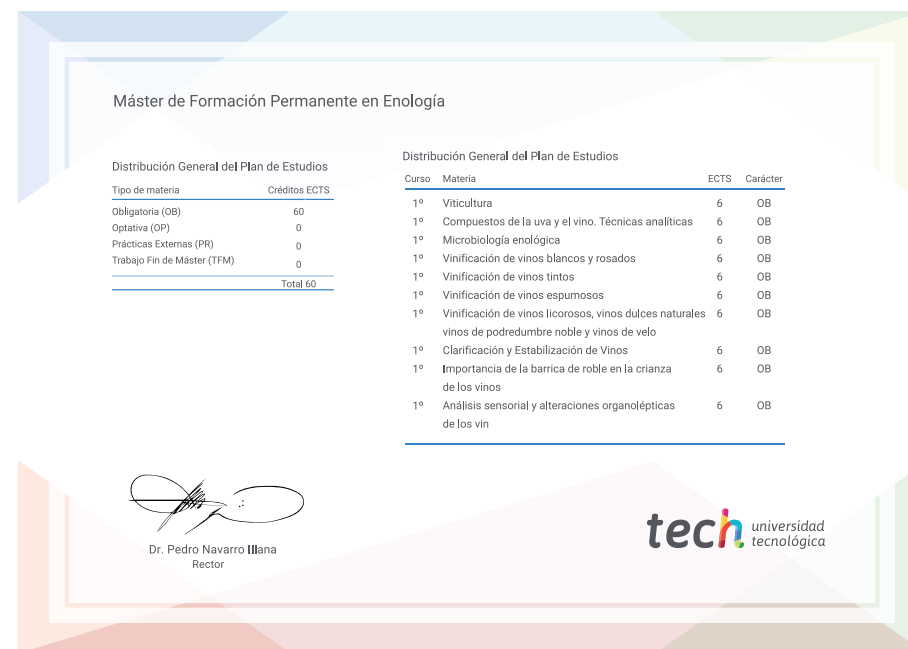 Máster de Formación Permanente en Enología
Distribución General del Plan de Estudios
Tipo de materia Créditos ECTS
Obligatoria (OB) 60
Optativa (OP) 0
Prácticas Externas (PR) 0
Trabajo Fin de Máster (TFM) 0
Total 60
Distribución General del Plan de Estudios
Curso Materia ECTS Carácter
1º Viticultura 6 OB
1º Compuestos de la uva y el vino. Técnicas analíticas 6 OB
1º Microbiología enológica 6 OB
1º Vinificación de vinos blancos y rosados 6 OB
1º Vinificación de vinos tintos 6 OB
1º Vinificación de vinos espumosos 6 OB
1º Vinificación de vinos licorosos, vinos dulces naturales 6 OB
vinos de podredumbre noble y vinos de velo
1º Clarificación y Estabilización de Vinos 6 OB
1º Importancia de la barrica de roble en la crianza 6 OB
de los vinos
1º Análisis sensorial y alteraciones organolépticas 6 OB
de los vin
Dr. Pedro Navarro Illana
Rector
tech universidad
tecnológica